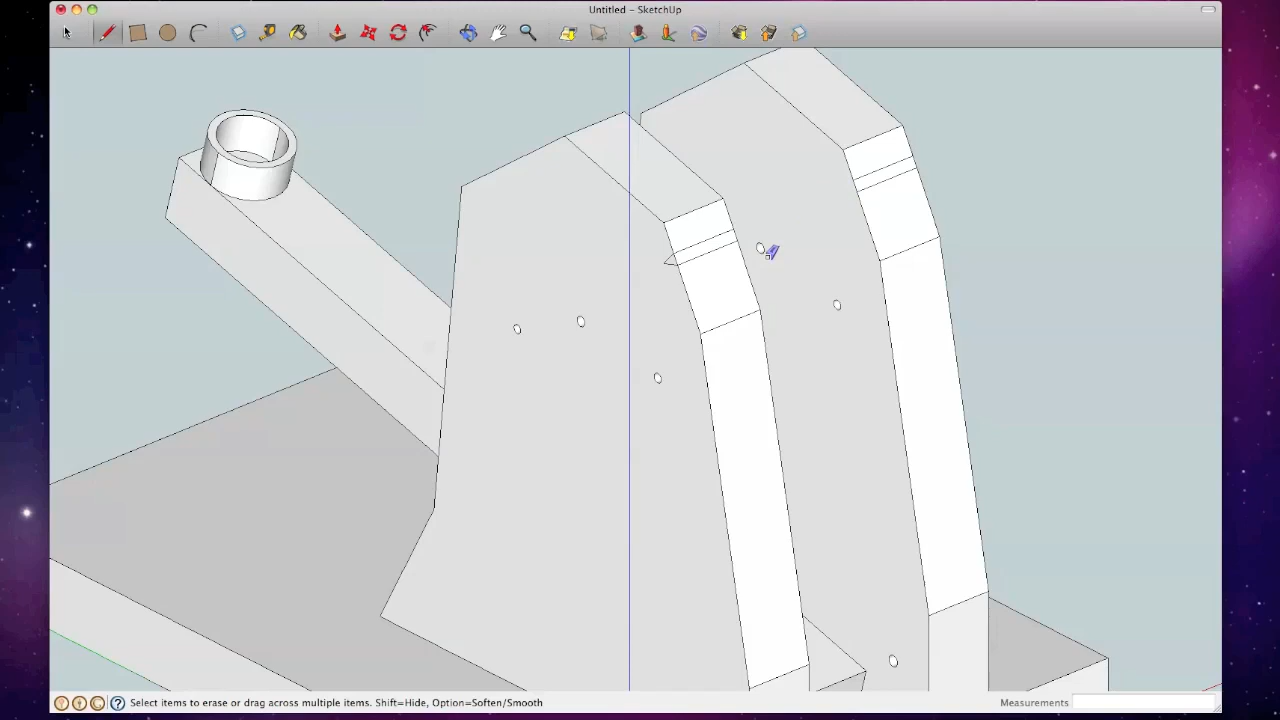 Untitled – SketchUp
Select items to erase or drag across multiple items. Shift=Hide, Option=Soften/Smooth
Measurements